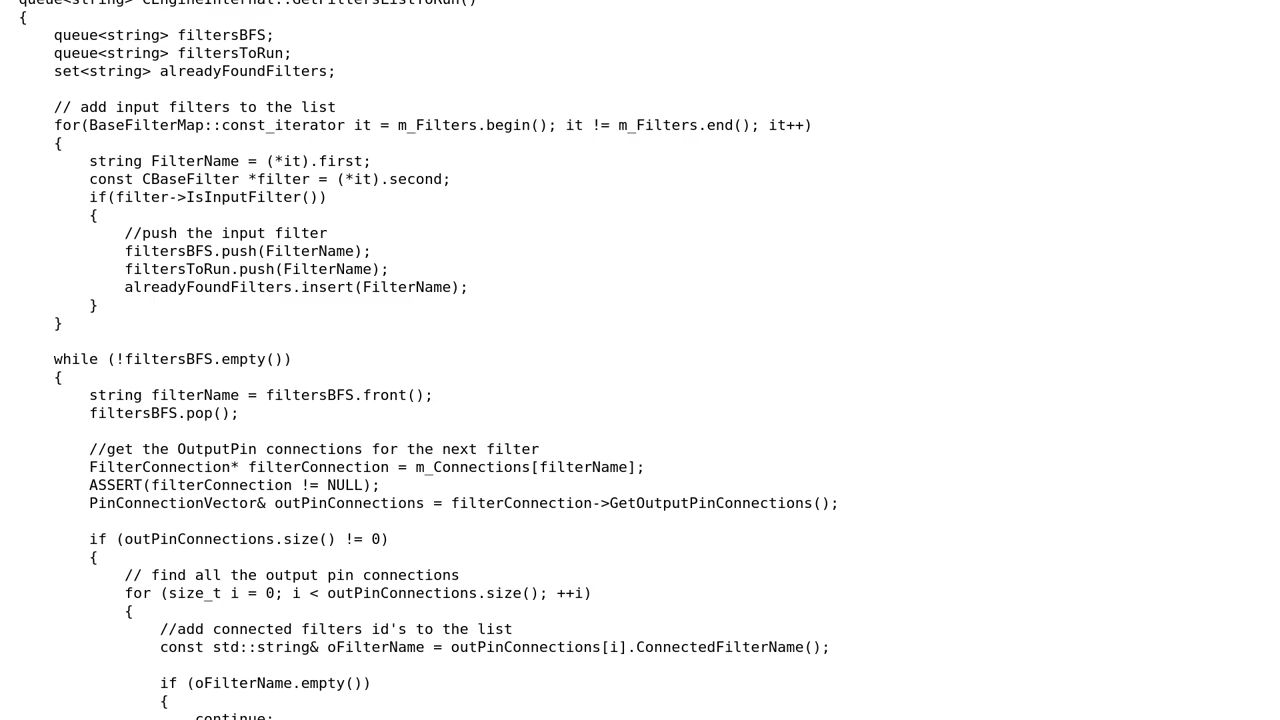 queue<string> CEngineInternal::GetFiltersListToRun()
{
    queue<string> filtersBFS;
    queue<string> filtersToRun;
    set<string> alreadyFoundFilters;

    // add input filters to the list
    for(BaseFilterMap::const_iterator it = m_Filters.begin(); it != m_Filters.end(); it++)
    {
        string FilterName = (*it).first;
        const CBaseFilter *filter = (*it).second;
        if(filter->IsInputFilter())
        {
            //push the input filter
            filtersBFS.push(FilterName);
            filtersToRun.push(FilterName);
            alreadyFoundFilters.insert(FilterName);
        }
    }

    while (!filtersBFS.empty())
    {
        string filterName = filtersBFS.front();
        filtersBFS.pop();

        //get the OutputPin connections for the next filter
        FilterConnection* filterConnection = m_Connections[filterName];
        ASSERT(filterConnection != NULL);
        PinConnectionVector& outPinConnections = filterConnection->GetOutputPinConnections();

        if (outPinConnections.size() != 0)
        {
            // find all the output pin connections
            for (size_t i = 0; i < outPinConnections.size(); ++i)
            {
                //add connected filters id's to the list
                const std::string& oFilterName = outPinConnections[i].ConnectedFilterName();

                if (oFilterName.empty())
                {
                    continue;